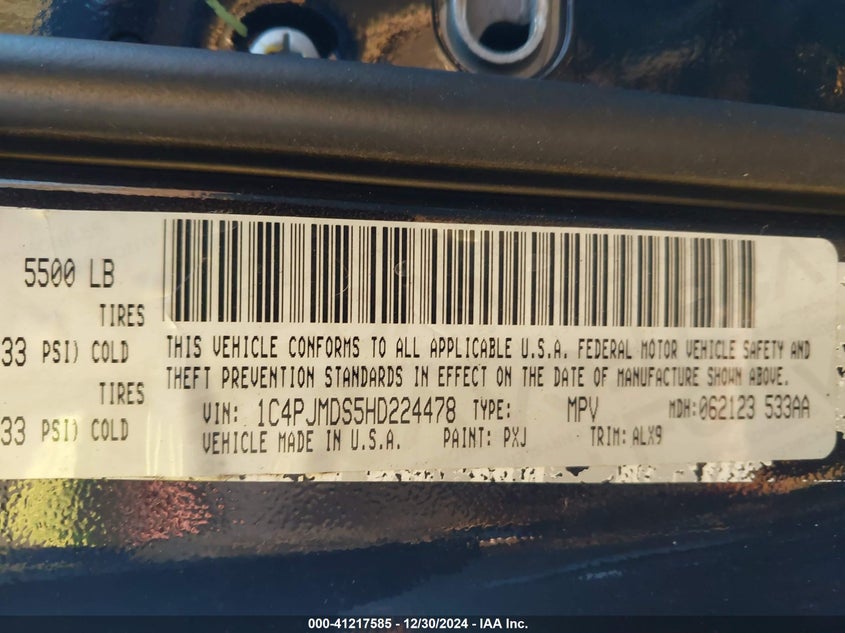 5500 LB
TIRES
33 PSI) COLD
TIRES
33 PSI) COLD
THIS VEHICLE CONFORMS TO ALL APPLICABLE U.S.A. FEDERAL MOTOR VEHICLE SAFETY AND
THEFT PREVENTION STANDARDS IN EFFECT ON THE DATE OF MANUFACTURE SHOWN ABOVE.
VIN: 1C4PJMDS5HD224478 TYPE: MPV MDH: 062123 533AA
VEHICLE MADE IN U.S.A. PAINT: PXJ TRIM: ALX9
000-41217585 - 12/30/2024 - IAA Inc.